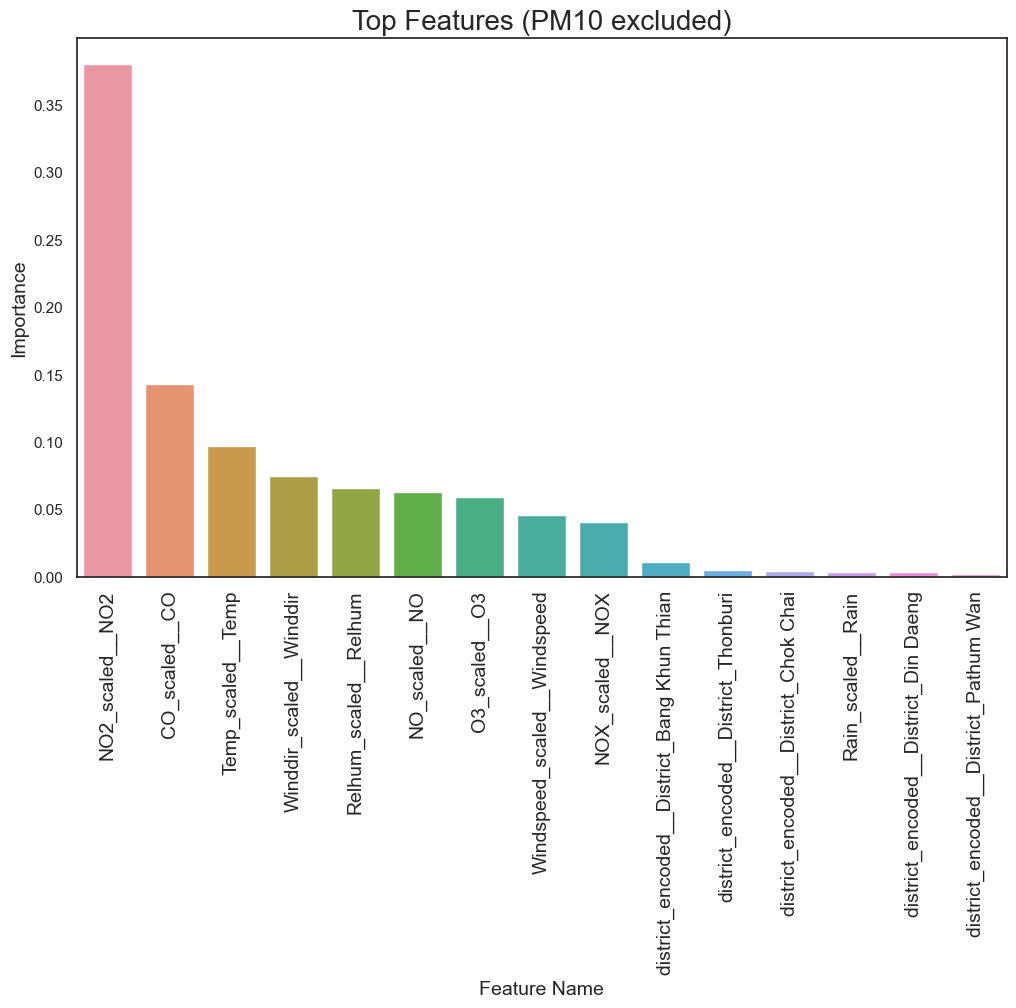 Top Features (PM10 excluded)
Importance
0.35
0.30
0.25
0.20
0.15
0.10
0.05
0.00
NO2_scaled__NO2
CO_scaled__CO
Temp_scaled__Temp
Winddir_scaled__Winddir
Relhum_scaled__Relhum
NO_scaled__NO
O3_scaled__O3
Windspeed_scaled__Windspeed
NOX_scaled__NOX
district_encoded__District_Bang Khun Thian
district_encoded__District_Thonburi
district_encoded__District_Chok Chai
Rain_scaled__Rain
district_encoded__District_Din Daeng
district_encoded__District_Pathum Wan
Feature Name